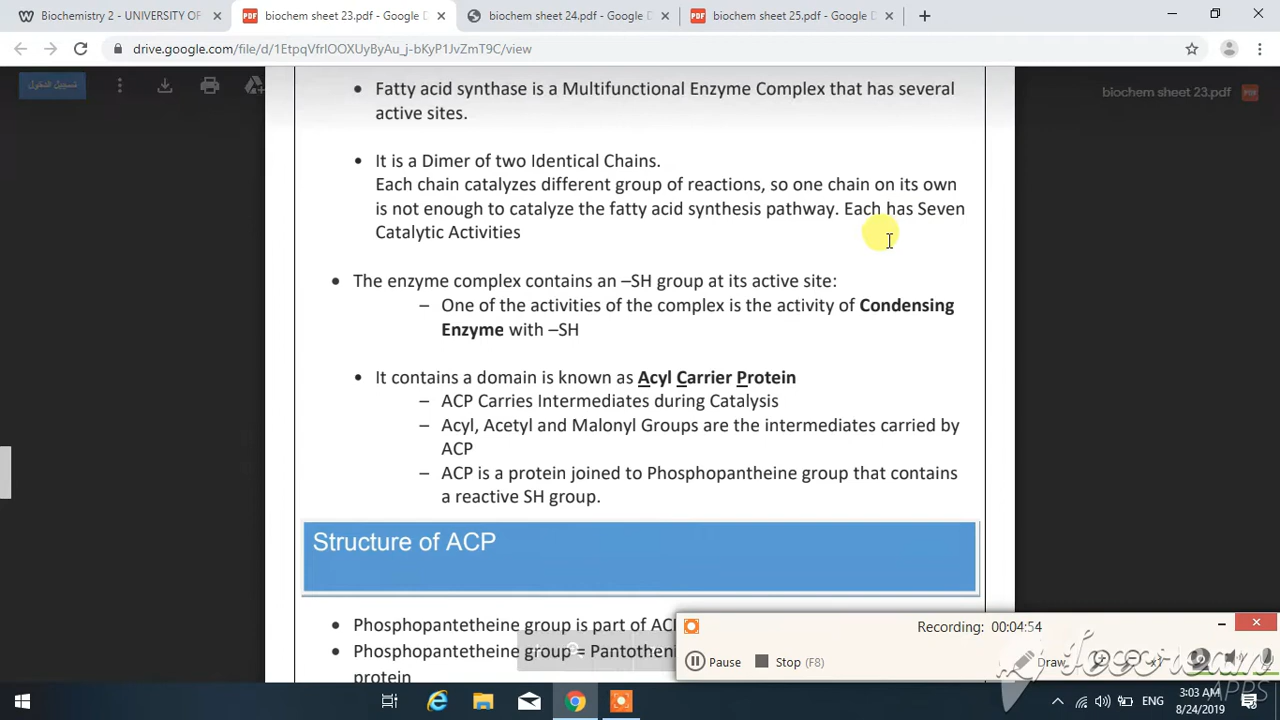 Biochemistry 2 – UNIVERSITY OF
biochem sheet 23.pdf - Google D
biochem sheet 24.pdf - Google D
biochem sheet 25.pdf - Google D
drive.google.com/file/d/1EtpqVfrIOOXUyByAu_j-bKyP1JvZmT9C/view
تسجيل الدخول
biochem sheet 23.pdf
• Fatty acid synthase is a Multifunctional Enzyme Complex that has several
active sites.
• It is a Dimer of two Identical Chains.
Each chain catalyzes different group of reactions, so one chain on its own
is not enough to catalyze the fatty acid synthesis pathway. Each has Seven
Catalytic Activities
• The enzyme complex contains an –SH group at its active site:
– One of the activities of the complex is the activity of Condensing
Enzyme with –SH
• It contains a domain is known as Acyl Carrier Protein
– ACP Carries Intermediates during Catalysis
– Acyl, Acetyl and Malonyl Groups are the intermediates carried by
ACP
– ACP is a protein joined to Phosphopantheine group that contains
a reactive SH group.
Structure of ACP
• Phosphopantetheine group is part of ACP
• Phosphopantetheine group = Pantotheni
protein
Recording: 00:04:54
Pause
Stop (F8)
Draw
Icecream
APPS
ENG
3:03 AM
8/24/2019